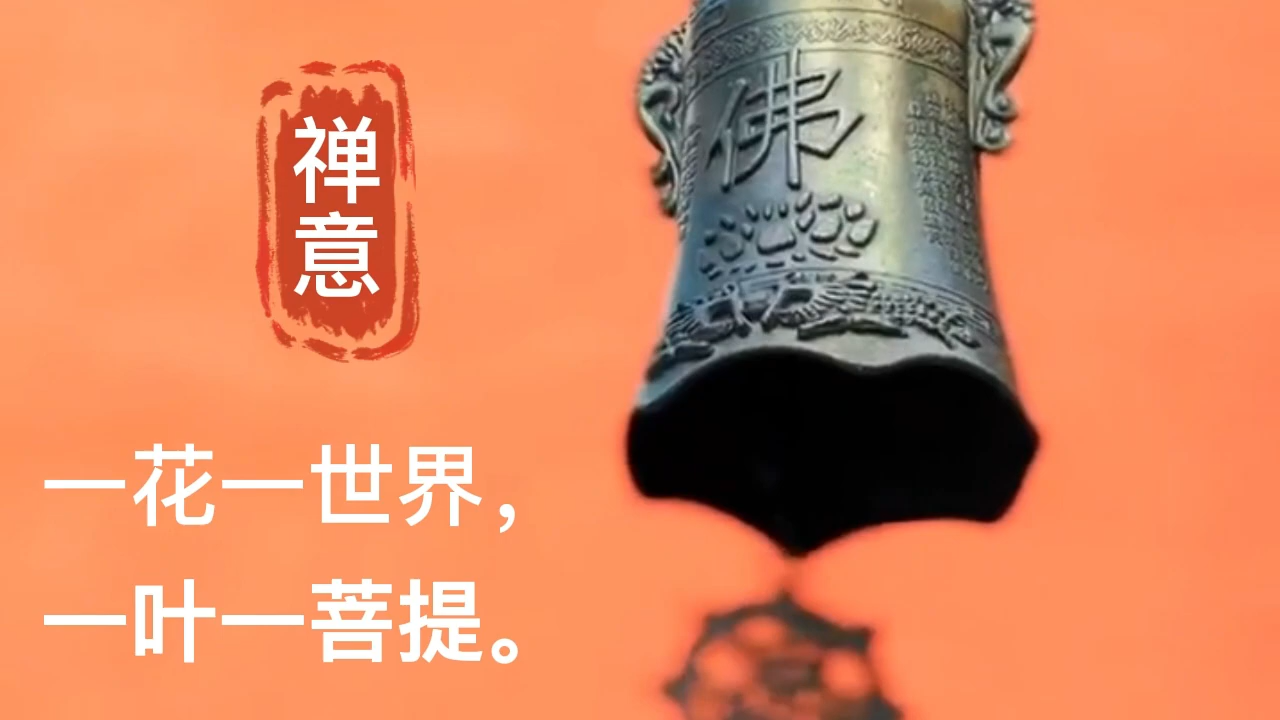 禅意
佛
一花一世界，
一叶一菩提。